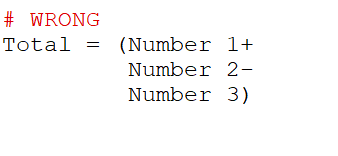 # WRONG
Total = (Number 1+
Number 2-
Number 3)